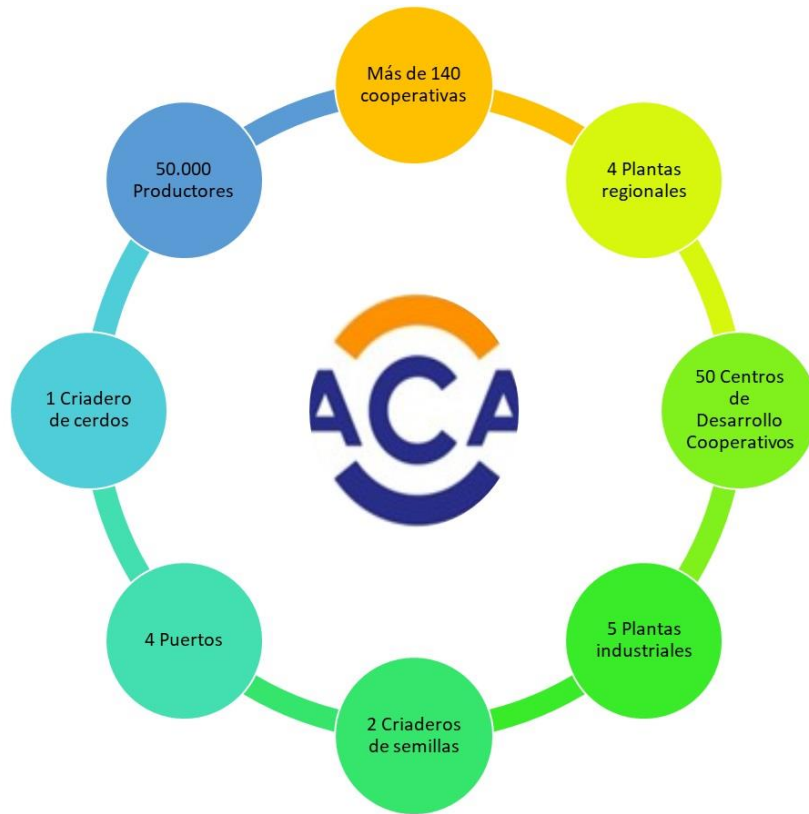 Más de 140
cooperativas
4 Plantas
regionales
50 Centros
de
Desarrollo
Cooperativos
5 Plantas
industriales
2 Criaderos
de semillas
4 Puertos
1 Criadero
de cerdos
50.000
Productores
ACA